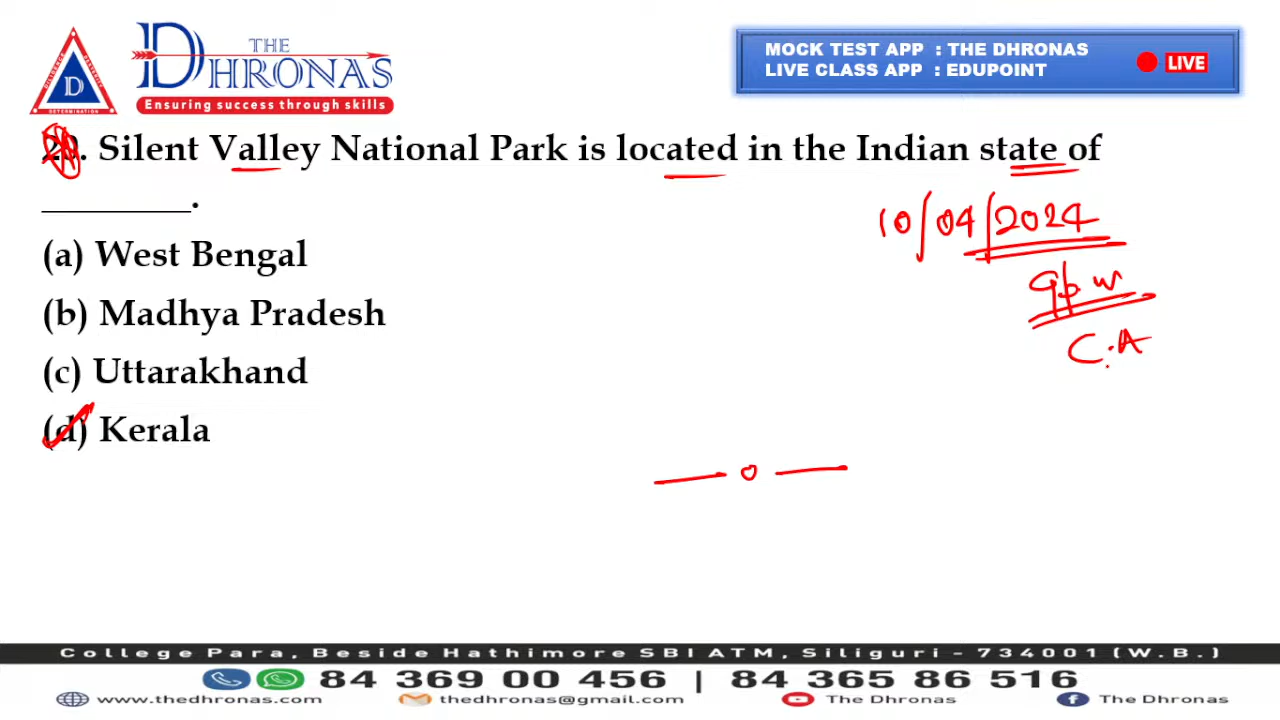 THE
DHRONAS
Ensuring success through skills
D
DETERMINATION
MOCK TEST APP : THE DHRONAS
LIVE CLASS APP : EDUPOINT
LIVE
20. Silent Valley National Park is located in the Indian state of
________.
10/04/2024
(a) West Bengal
(b) Madhya Pradesh
C.A
(c) Uttarakhand
(d) Kerala
College Para, Beside Hathimore SBI ATM, Siliguri - 734001 (W.B.)
84 369 00 456 | 84 365 86 516
www.thedhronas.com thedhronas@gmail.com The Dhronas The Dhronas